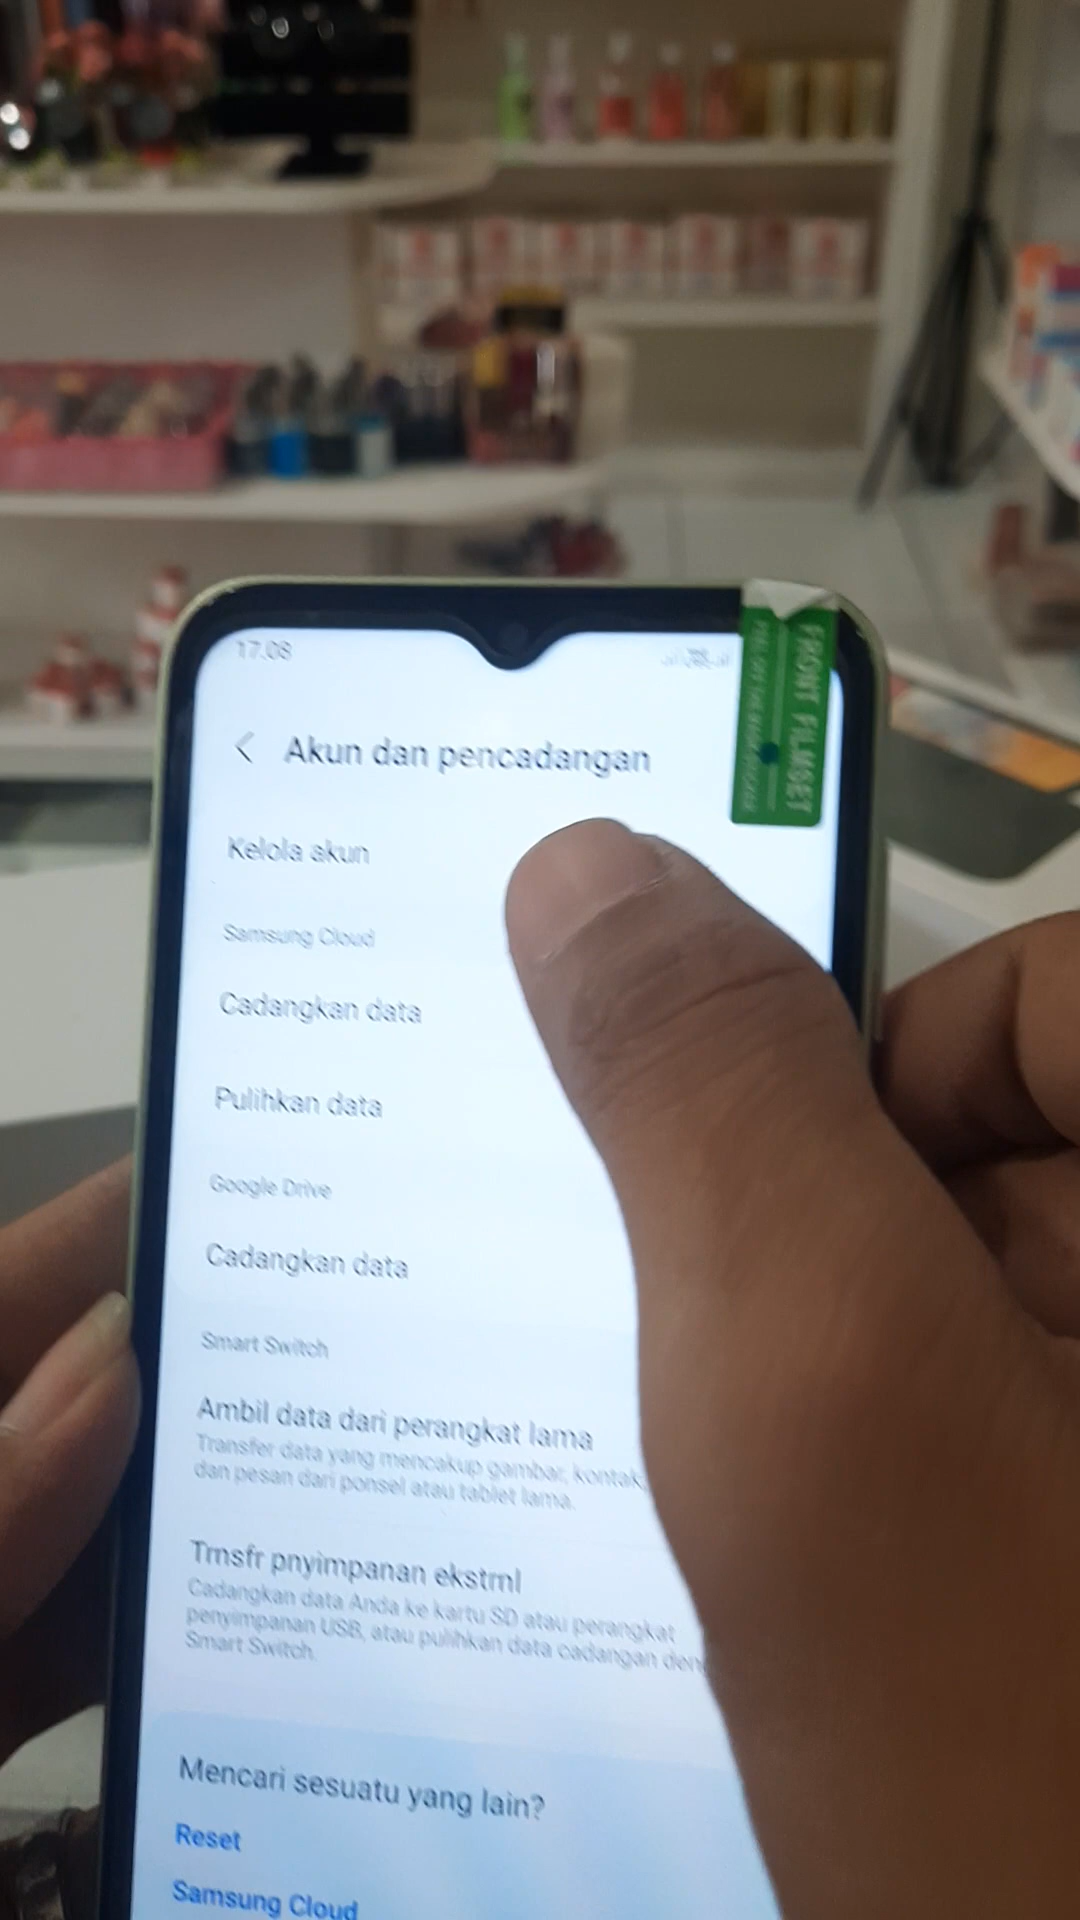 17.08
FRONT FILMSET
Akun dan pencadangan
Kelola akun
Samsung Cloud
Cadangkan data
Pulihkan data
Google Drive
Cadangkan data
Smart Switch
Ambil data dari perangkat lama
Transfer data yang mencakup gambar, kontak,
dan pesan dari ponsel atau tablet lama.
Trnsfr pnyimpanan ekstrnl
Cadangkan data Anda ke kartu SD atau perangkat
penyimpanan USB, atau pulihkan data cadangan den
Smart Switch.
Mencari sesuatu yang lain?
Reset
Samsung Cloud